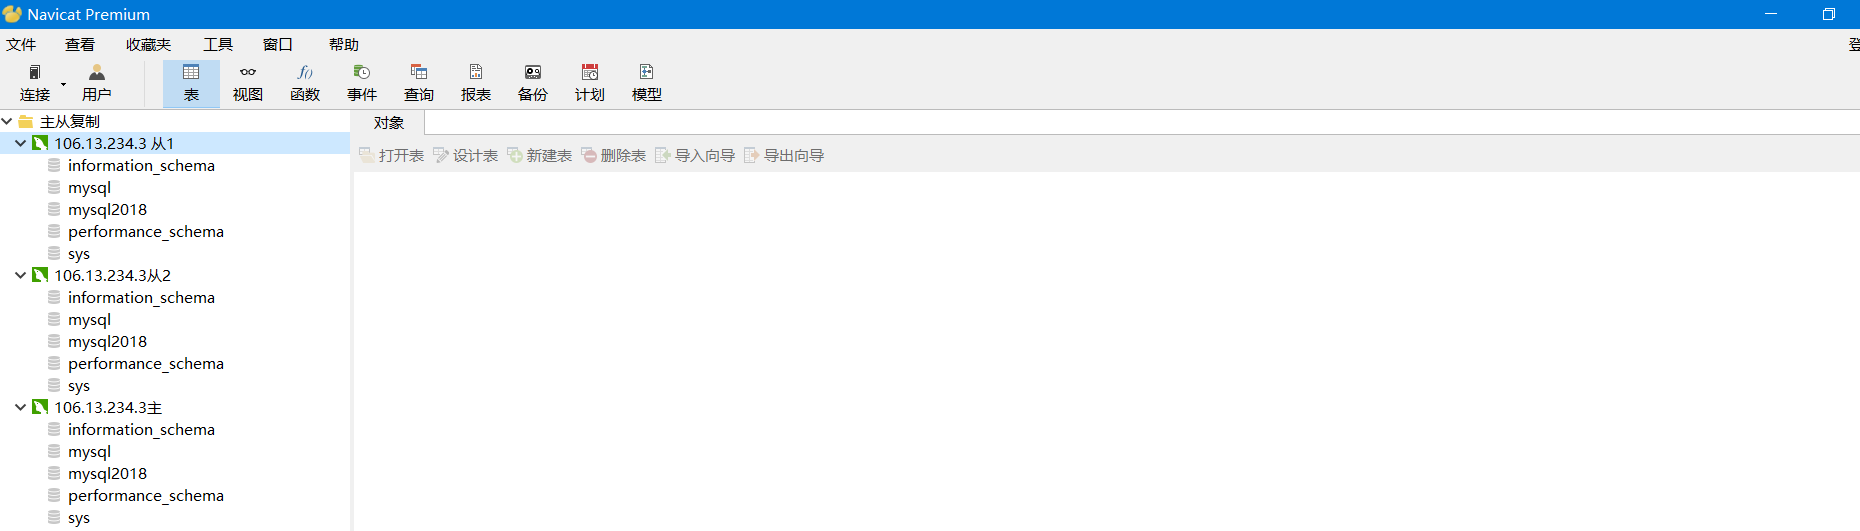 Navicat Premium
文件 查看 收藏夹 工具 窗口 帮助 登
连接 用户 表 视图 函数 事件 查询 报表 备份 计划 模型
主从复制
106.13.234.3 从1
information_schema
mysql
mysql2018
performance_schema
sys
106.13.234.3从2
information_schema
mysql
mysql2018
performance_schema
sys
106.13.234.3主
information_schema
mysql
mysql2018
performance_schema
sys
对象
打开表 设计表 新建表 删除表 导入向导 导出向导